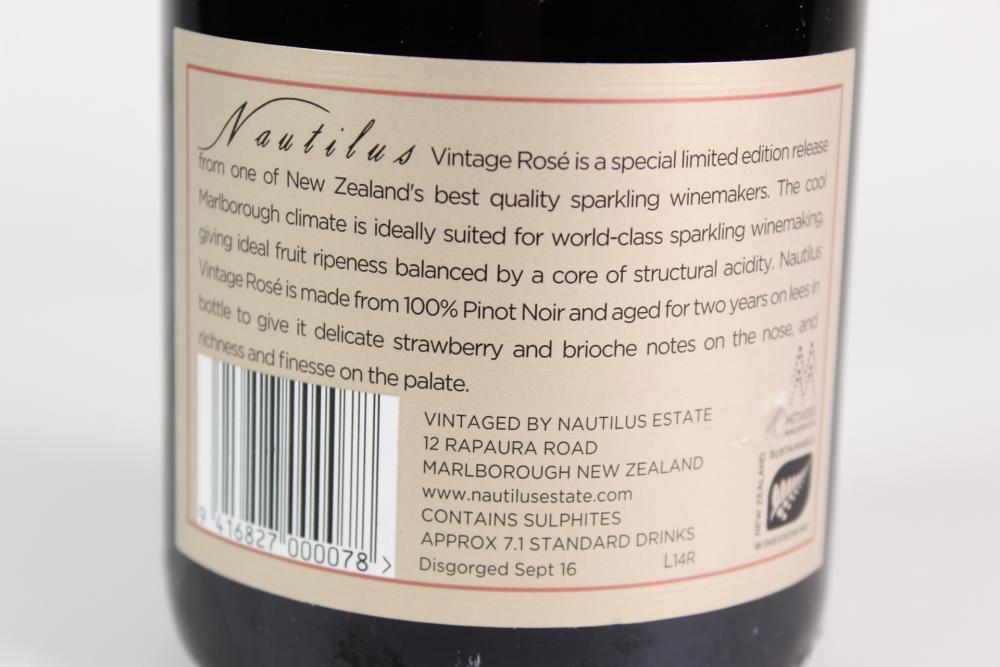 Nautilus Vintage Rosé is a special limited edition release
from one of New Zealand's best quality sparkling winemakers. The cool
Marlborough climate is ideally suited for world-class sparkling winemaking,
giving ideal fruit ripeness balanced by a core of structural acidity. Nautilus
Vintage Rosé is made from 100% Pinot Noir and aged for two years on lees in
bottle to give it delicate strawberry and brioche notes on the nose, and
richness and finesse on the palate.
VINTAGED BY NAUTILUS ESTATE
12 RAPAURA ROAD
MARLBOROUGH NEW ZEALAND
www.nautilusestate.com
CONTAINS SULPHITES
APPROX 7.1 STANDARD DRINKS
Disgorged Sept 16 L14R
9 416827 000078 >
SUSTAINABLE
NEW ZEALAND
WINEGROWING